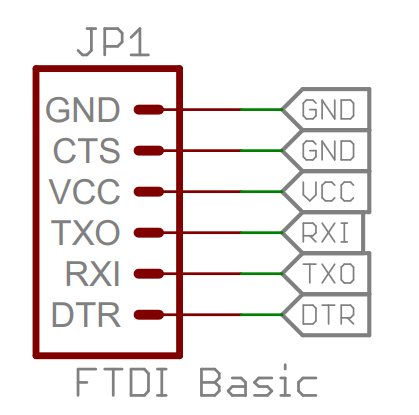 JP1
GND GND
CTS GND
VCC VCC
TXO RXI
RXI TXO
DTR DTR
FTDI Basic